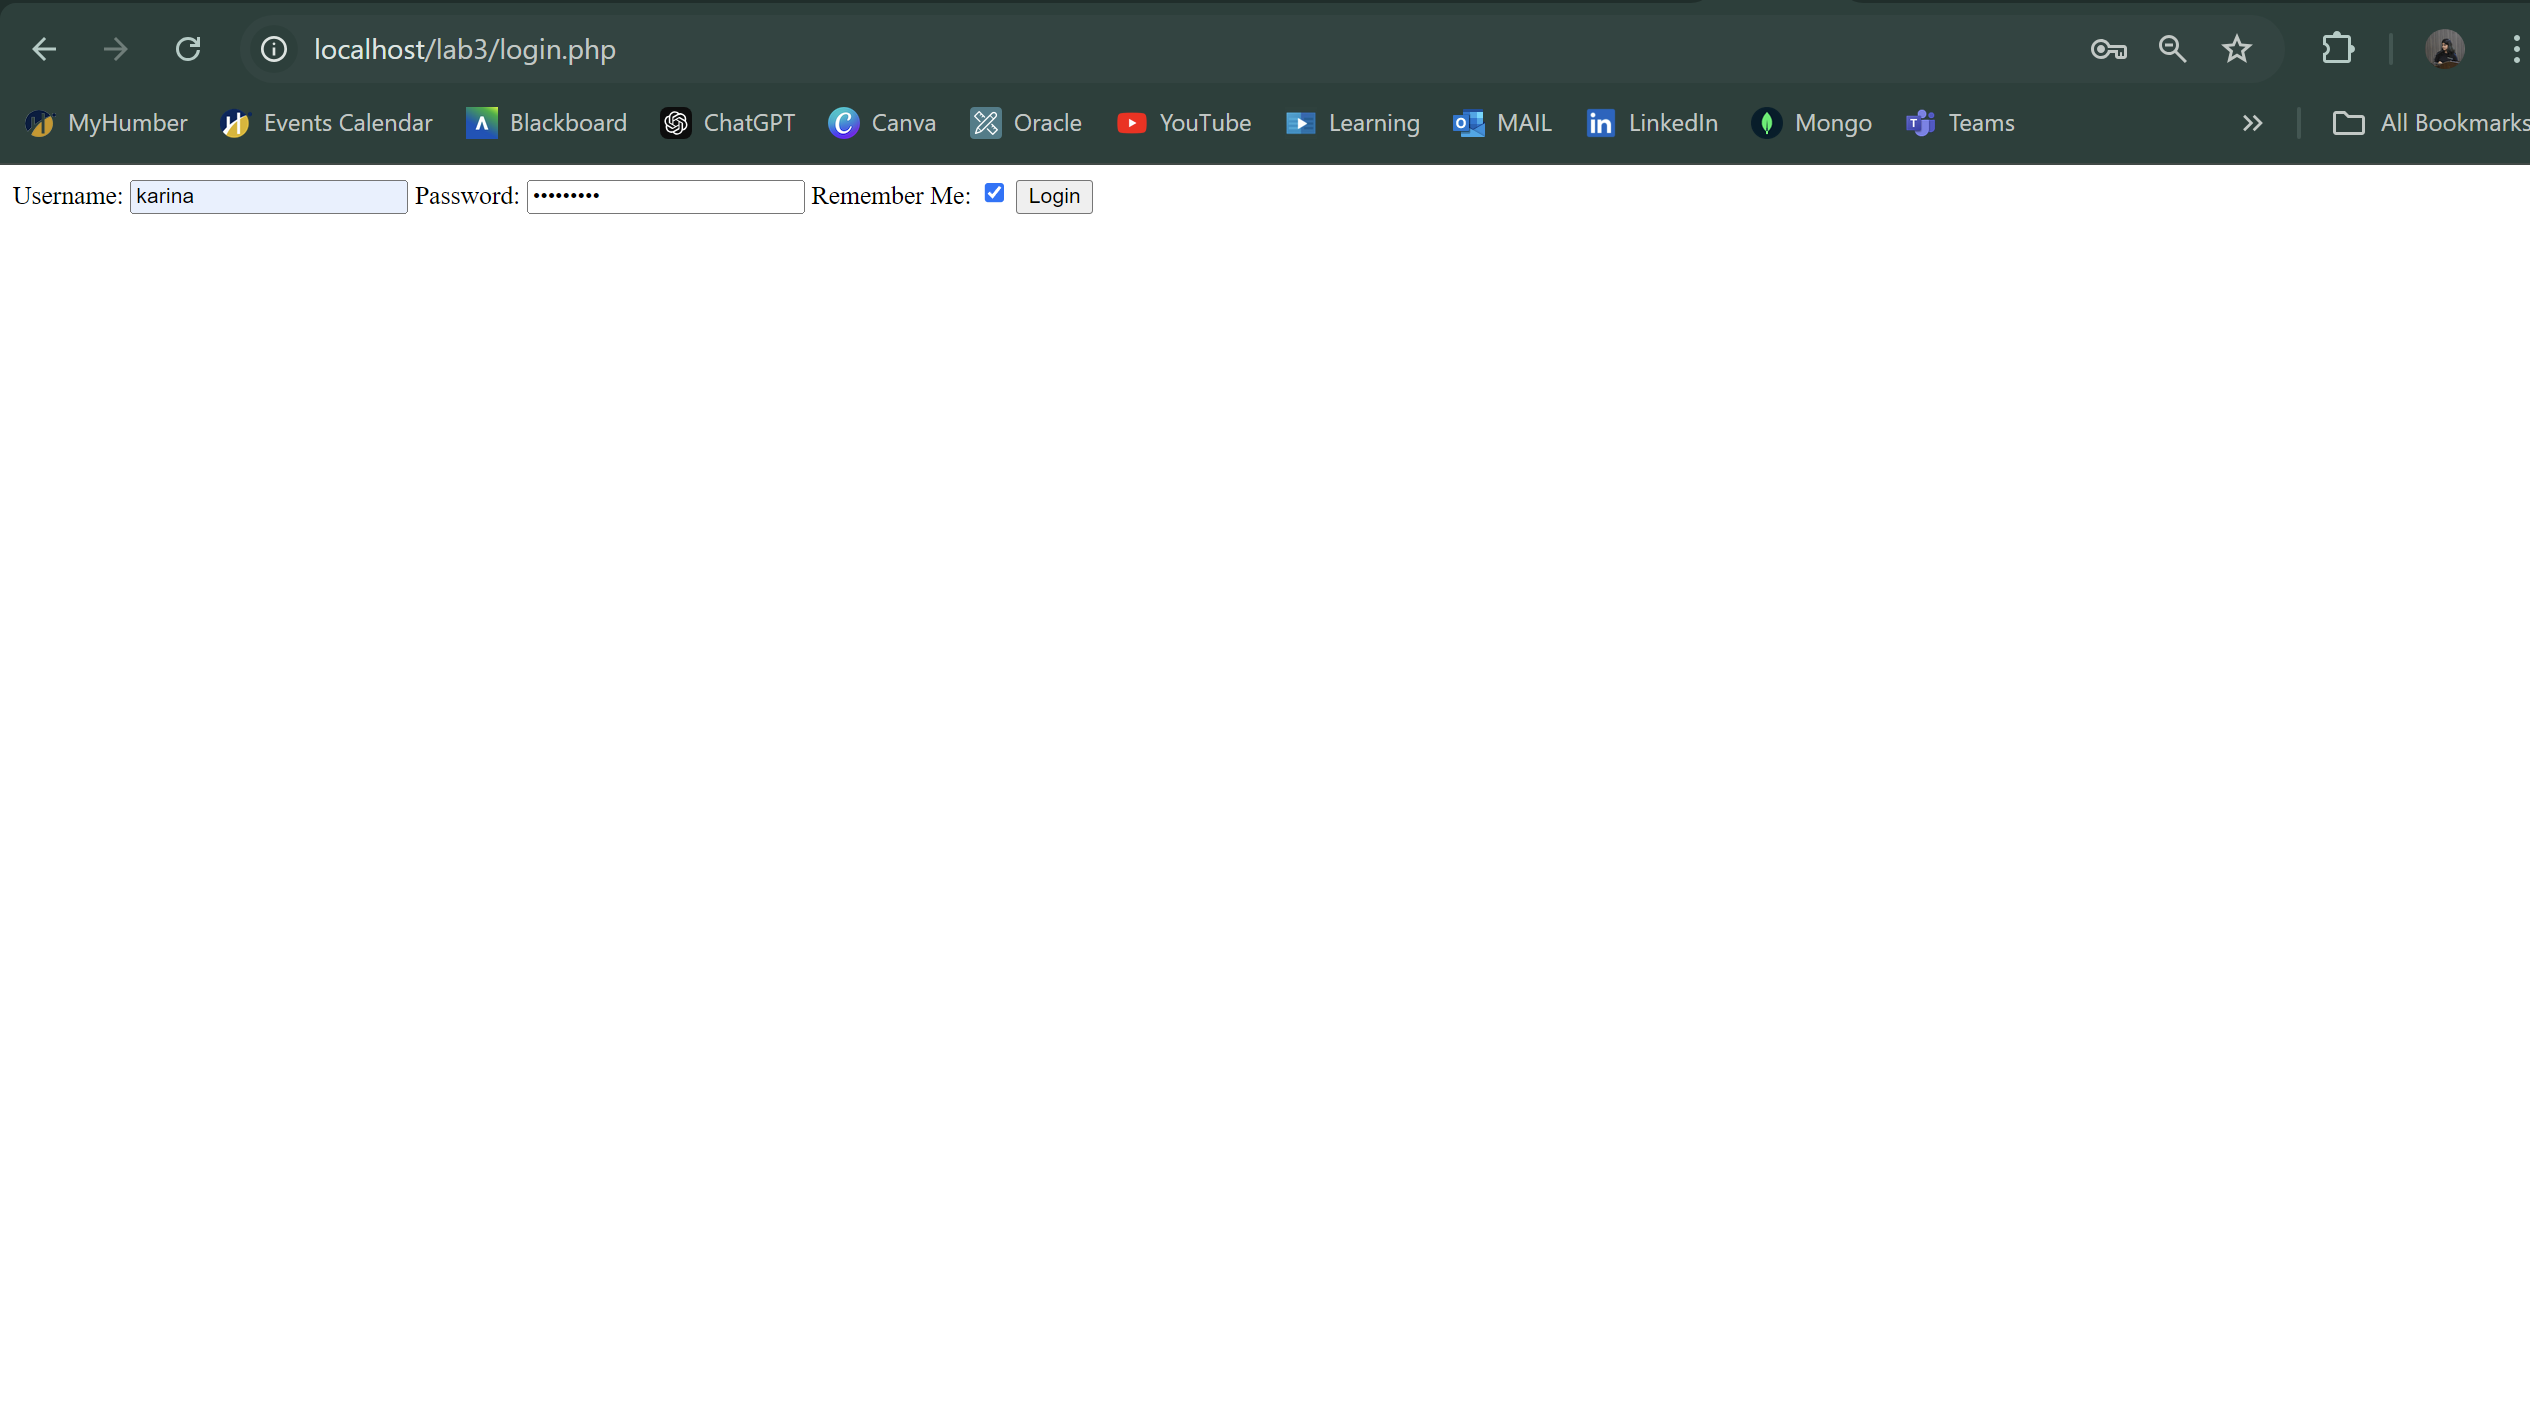 localhost/lab3/login.php
MyHumber Events Calendar Blackboard ChatGPT Canva Oracle YouTube Learning MAIL LinkedIn Mongo Teams All Bookmarks
Username: karina Password: ••••••••• Remember Me: Login